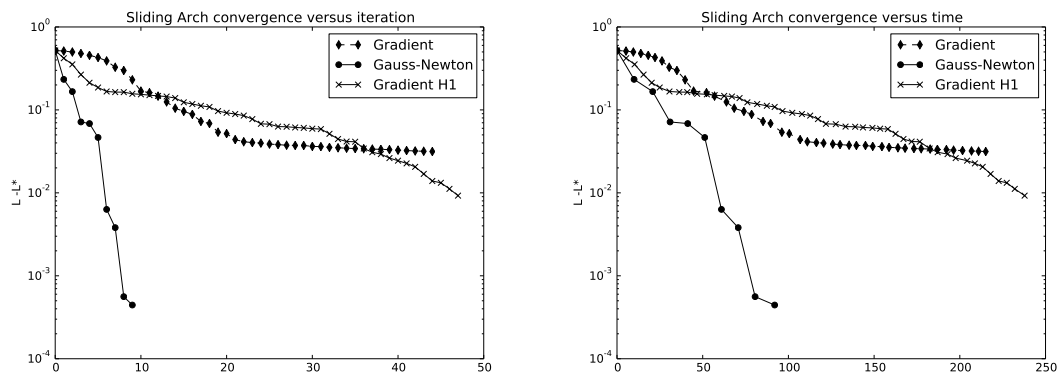 Sliding Arch convergence versus iteration
Gradient
Gauss-Newton
Gradient H1
L -L*
10^0
10^-1
10^-2
10^-3
10^-4
0 10 20 30 40 50
Sliding Arch convergence versus time
Gradient
Gauss-Newton
Gradient H1
L -L*
10^0
10^-1
10^-2
10^-3
10^-4
0 50 100 150 200 250